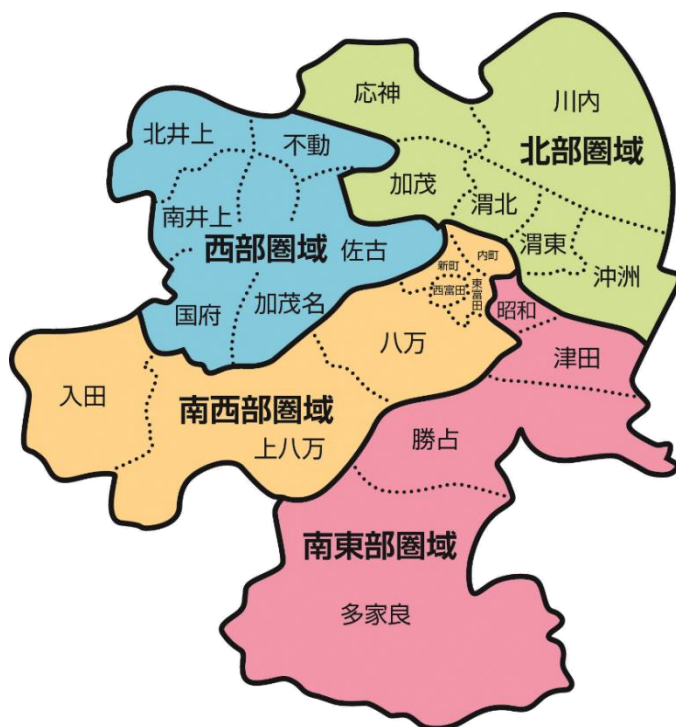 応神
川内
北井上
不動
北部圏域
加茂
渭北
南井上
渭東
西部圏域
佐古
新町
内町
沖洲
西富田
東富田
国府
加茂名
昭和
八万
津田
入田
南西部圏域
上八万
勝占
南東部圏域
多家良